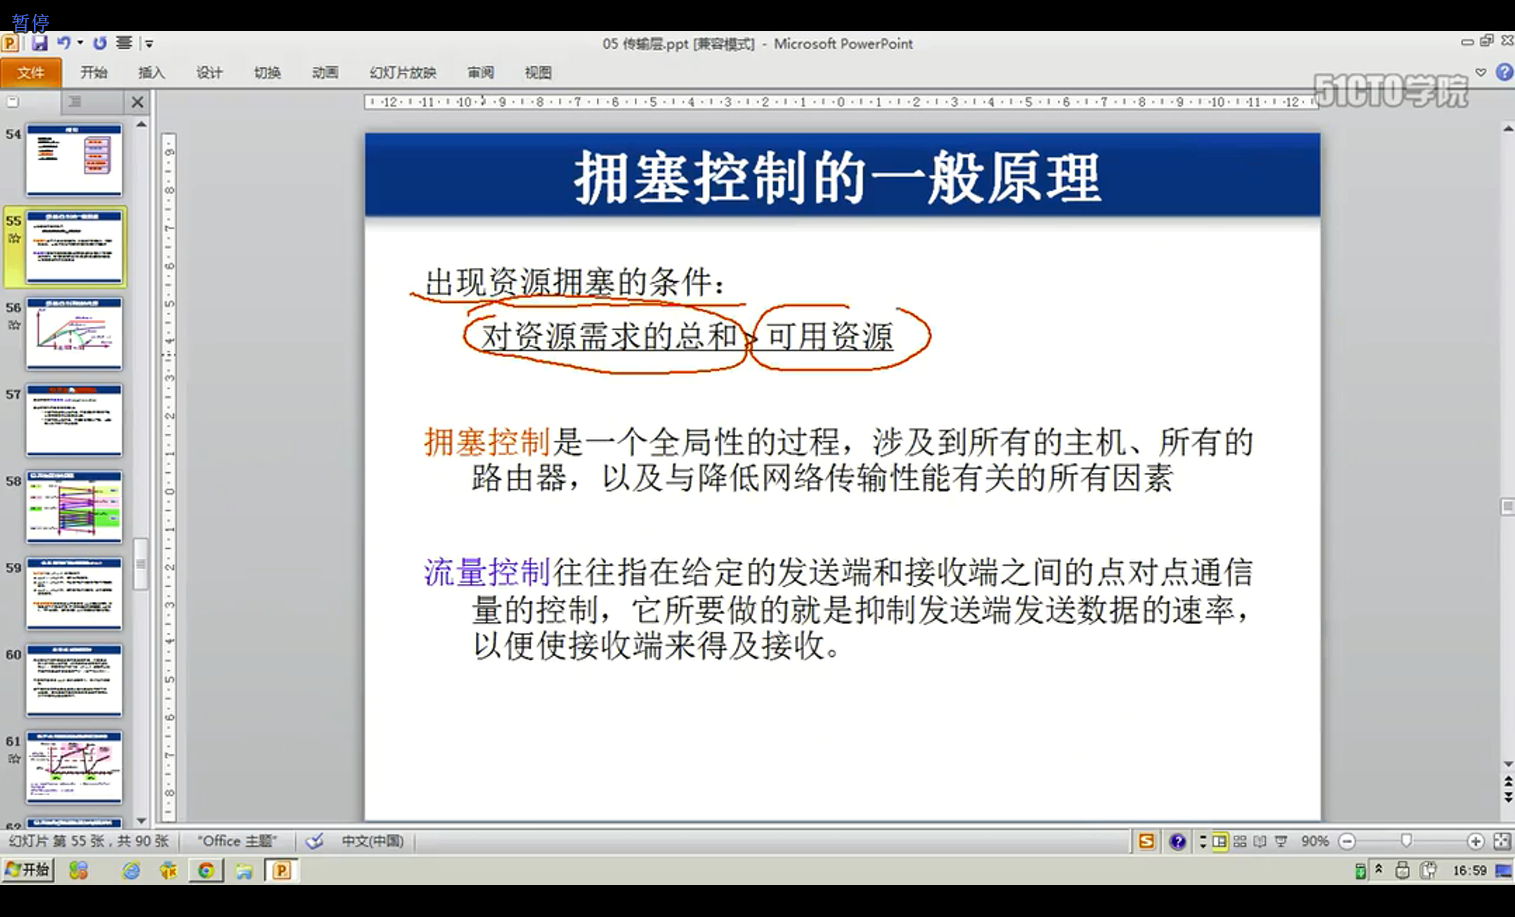 暂停
05 传输层.ppt [兼容模式] - Microsoft PowerPoint
文件 开始 插入 设计 切换 动画 幻灯片放映 审阅 视图
51CTO学院
54
55
56
57
58
59
60
61
62
拥塞控制的一般原理
出现资源拥塞的条件：
对资源需求的总和 > 可用资源
拥塞控制是一个全局性的过程，涉及到所有的主机、所有的
路由器，以及与降低网络传输性能有关的所有因素
流量控制往往指在给定的发送端和接收端之间的点对点通信
量的控制，它所要做的就是抑制发送端发送数据的速率，
以便使接收端来得及接收。
幻灯片 第 55 张，共 90 张 "Office 主题" 中文(中国) 90%
开始 16:59